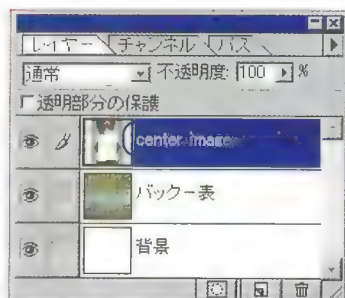 レイヤー チャンネル パス
通常 不透明度: 100 %
透明部分の保護
center image
バックー表
背景